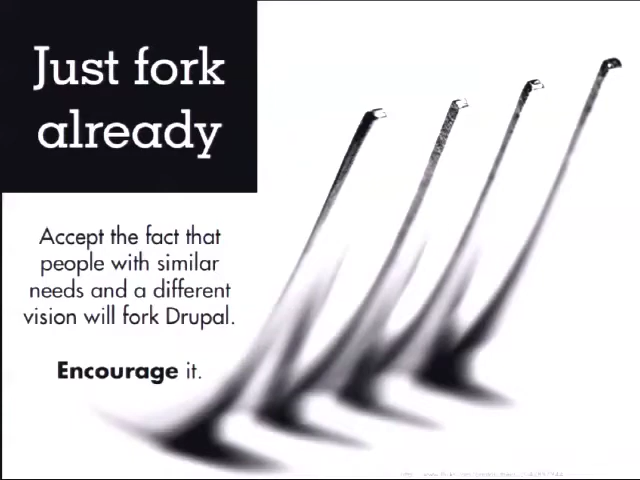 Just fork
already
Accept the fact that
people with similar
needs and a different
vision will fork Drupal.
Encourage it.